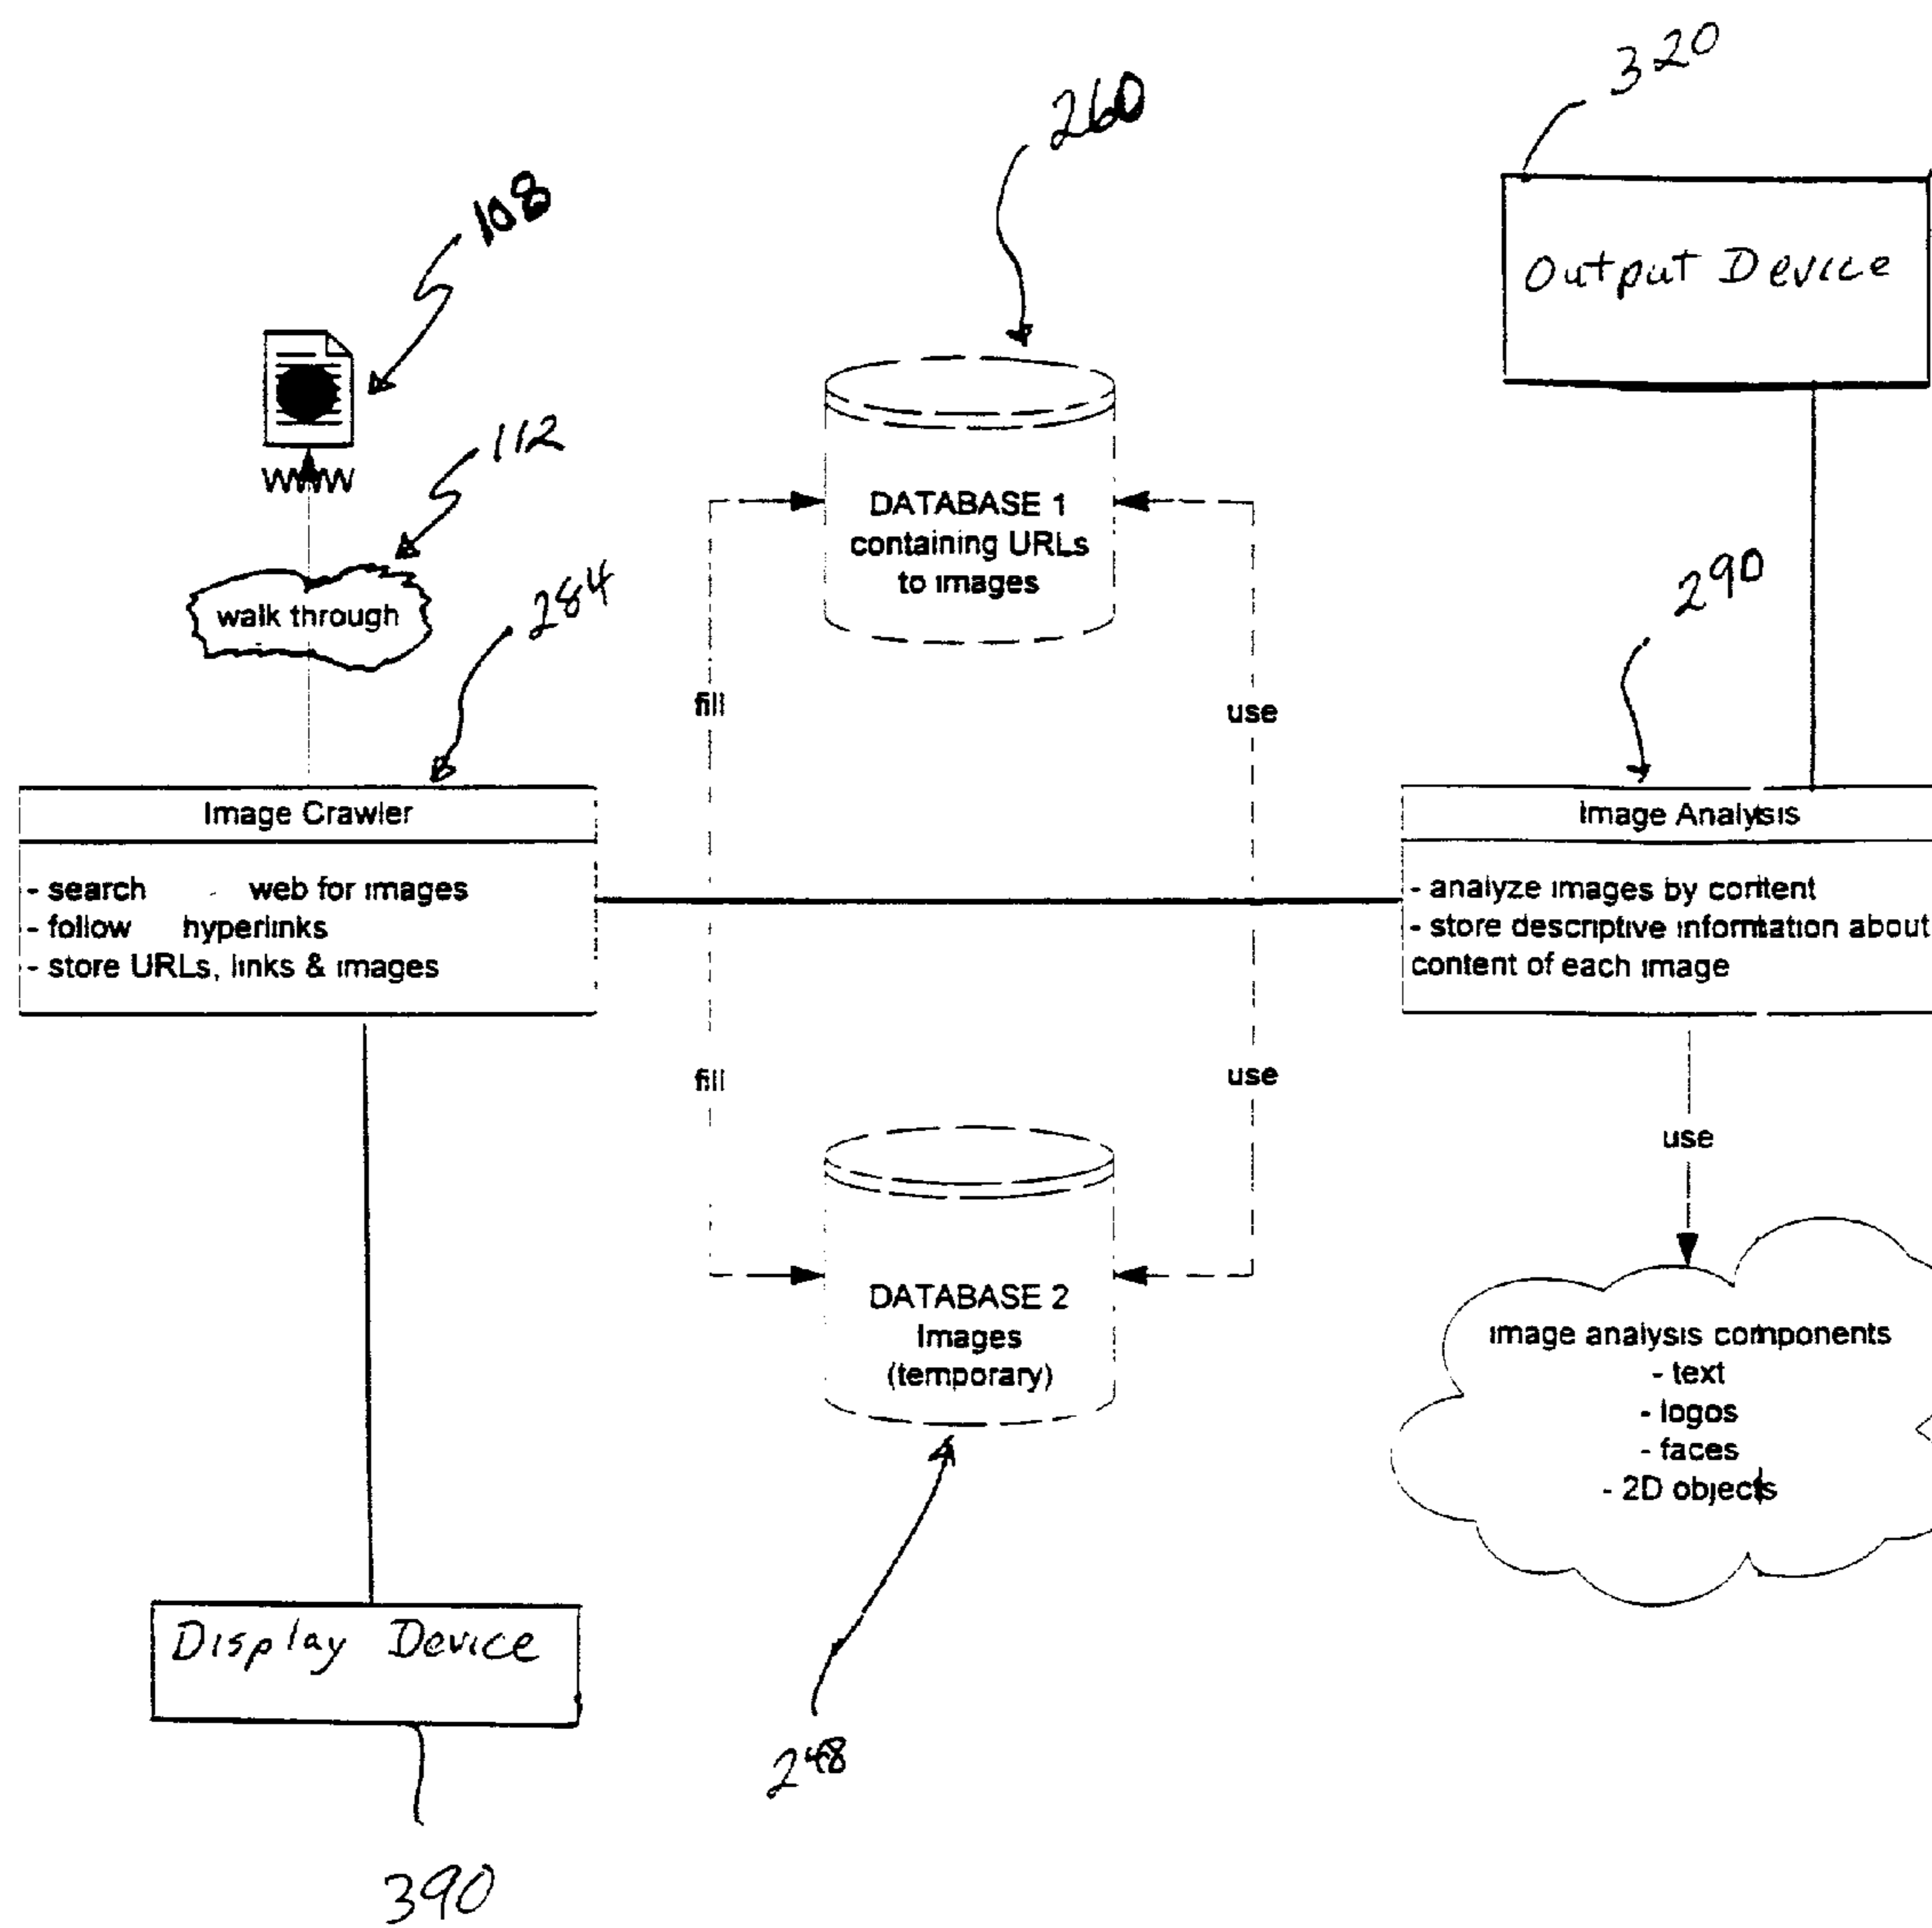 320
260
108
Output Device
112
WWW
DATABASE 1
containing URLs
to images
290
284
walk through
fill
use
Image Crawler
- search web for images
- follow hyperlinks
- store URLs, links & images
Image Analysis
- analyze images by content
- store descriptive information about
content of each image
fill
use
use
DATABASE 2
Images
(temporary)
image analysis components
- text
- logos
- faces
- 2D objects
Display Device
248
390